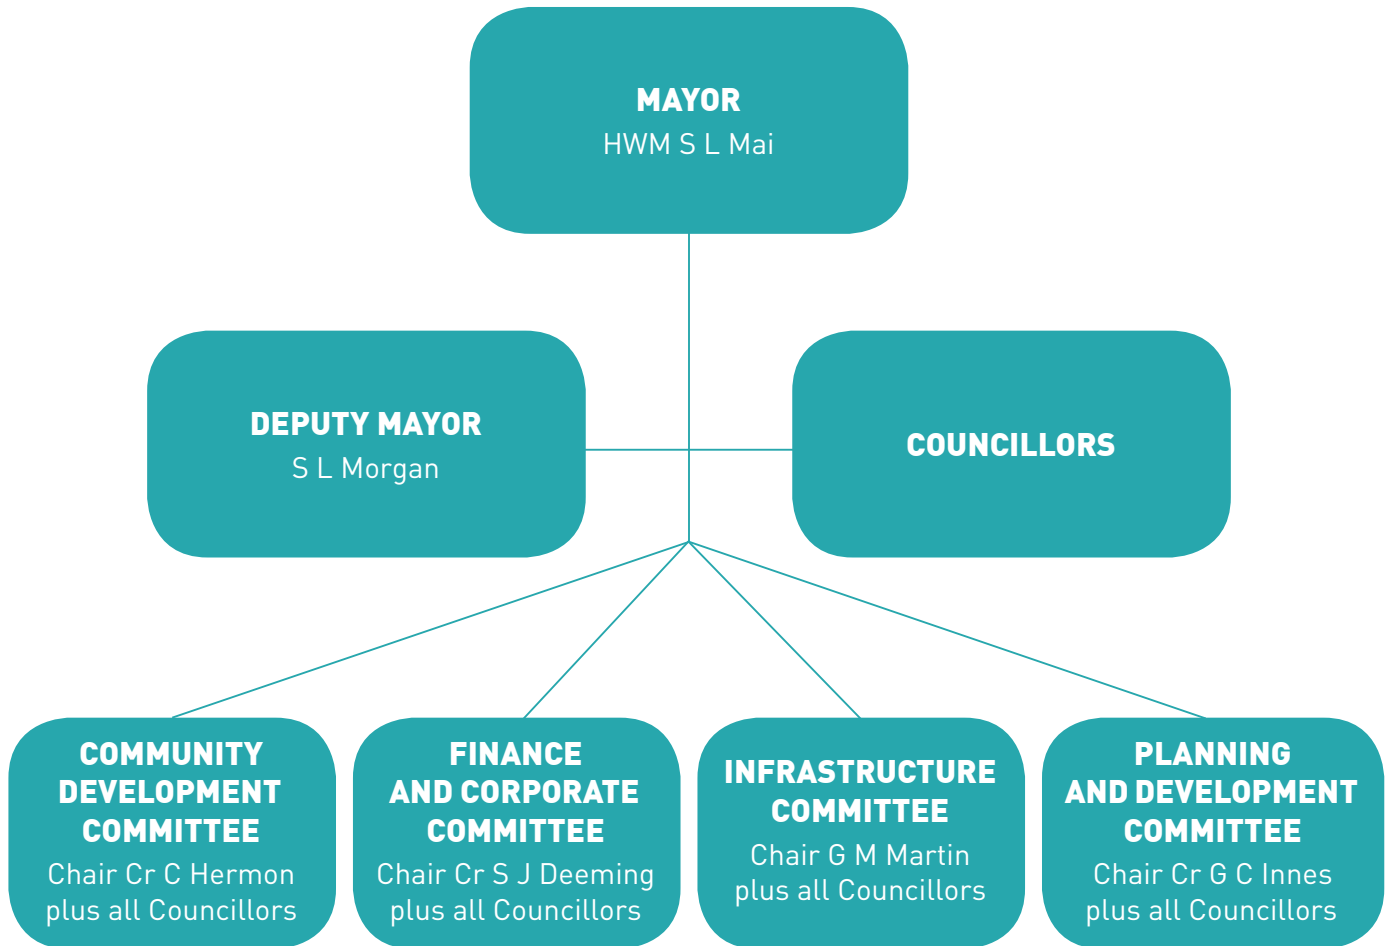 MAYOR
HWM S L Mai
DEPUTY MAYOR
S L Morgan
COUNCILLORS
COMMUNITY
DEVELOPMENT
COMMITTEE
Chair Cr C Hermon
plus all Councillors
FINANCE
AND CORPORATE
COMMITTEE
Chair Cr S J Deeming
plus all Councillors
INFRASTRUCTURE
COMMITTEE
Chair G M Martin
plus all Councillors
PLANNING
AND DEVELOPMENT
COMMITTEE
Chair Cr G C Innes
plus all Councillors